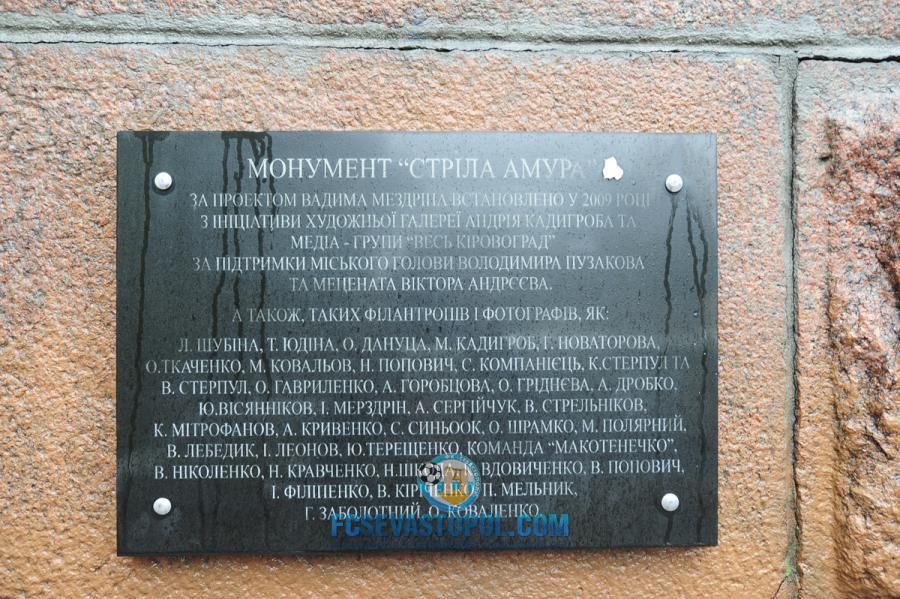 МОНУМЕНТ “СТРІЛА АМУРА”
ЗА ПРОЕКТОМ ВАДИМА МЕЗДРІНА ВСТАНОВЛЕНО У 2009 РОЦІ
З ІНІЦІАТИВИ ХУДОЖНЬОЇ ГАЛЕРЕЇ АНДРІЯ КАДИГРОБА ТА
МЕДІА - ГРУПИ “ВЕСЬ КІРОВОГРАД”
ЗА ПІДТРИМКИ МІСЬКОГО ГОЛОВИ ВОЛОДИМИРА ПУЗАКОВА
ТА МЕЦЕНАТА ВІКТОРА АНДРЄЄВА.
А ТАКОЖ, ТАКИХ ФІЛАНТРОПІВ І ФОТОГРАФІВ, ЯК:
Л. ШУБІНА, Т. ЮДІНА, О. ДАНУЦА, М. КАДИГРОБ, Г. НОВАТОРОВА,
О.ТКАЧЕНКО, М. КОВАЛЬОВ, Н. ПОПОВИЧ, С. КОМПАНІЄЦЬ, К.СТЕРПУЛ ТА
В. СТЕРПУЛ, О. ГАВРИЛЕНКО, А. ГОРОБЦОВА, О. ГРІДНЄВА, А. ДРОБКО,
Ю.ВІСЯННІКОВ, І. МЕРЗДРІН, А. СЕРГІЙЧУК, В. СТРЕЛЬНІКОВ,
К. МІТРОФАНОВ, А. КРИВЕНКО, С. СИНЬООК, О. ШРАМКО, М. ПОЛЯРНИЙ,
В. ЛЕБЕДИК, І. ЛЕОНОВ, Ю.ТЕРЕЩЕНКО, КОМАНДА “МАКОТЕНЕЧКО”,
В. НІКОЛЕНКО, Н. КРАВЧЕНКО, ВДОВИЧЕНКО, В. ПОПОВИЧ,
І. ФІЛІПЕНКО, В. КІРІЧЕНКО, П. МЕЛЬНИК,
Г. ЗАБОЛОТНИЙ, О. КОВАЛЕНКО.
FCSEVASTOPOL.COM